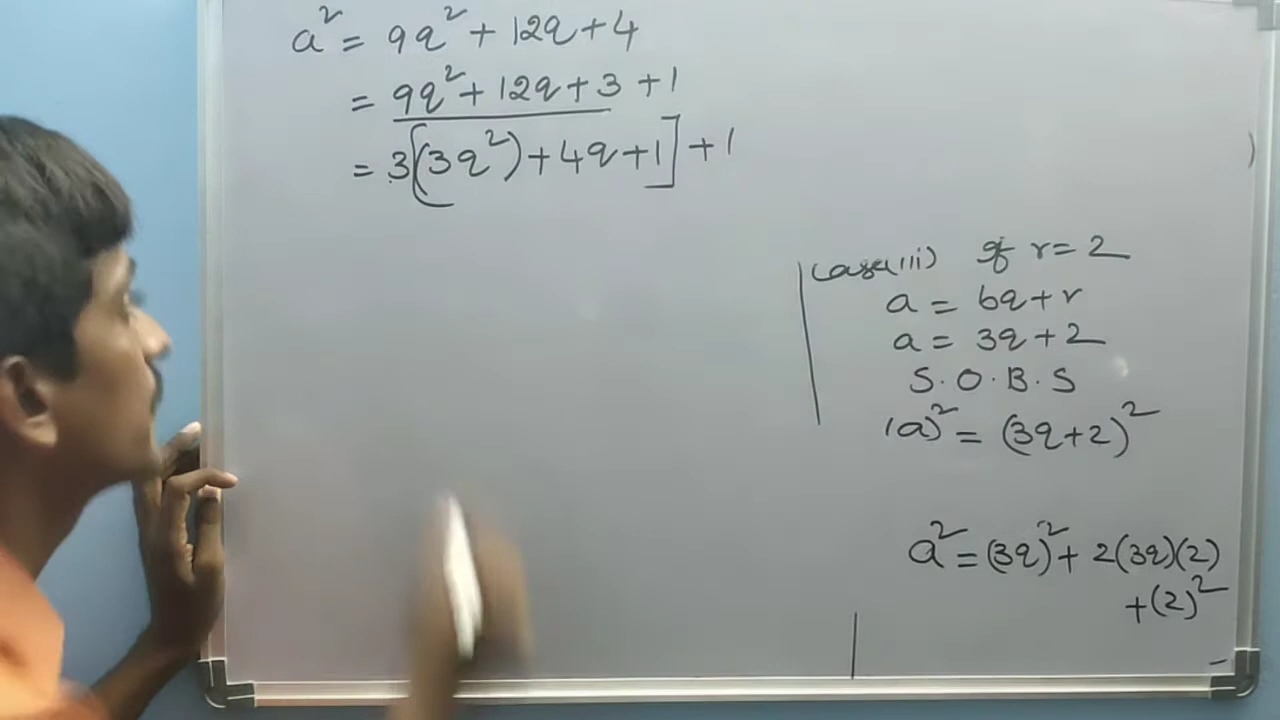 a² = 9q² + 12q + 4
= 9q² + 12q + 3 + 1
= 3[(3q²) + 4q + 1] + 1
)
Case(iii) If r = 2
a = bq + r
a = 3q + 2
S.O.B.S
(a)² = (3q + 2)²
a² = (3q)² + 2(3q)(2)
+ (2)²